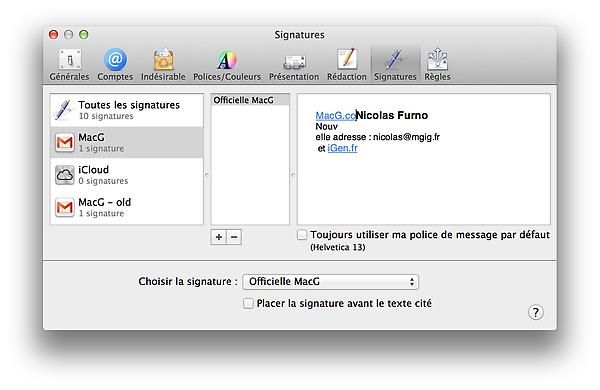 Signatures
Générales Comptes Indésirable Polices/Couleurs Présentation Rédaction Signatures Règles
Toutes les signatures
10 signatures
MacG
1 signature
iCloud
0 signatures
MacG – old
1 signature
Officielle MacG
MacG.coNicolas Furno
Nouv
elle adresse : nicolas@mgig.fr
et iGen.fr
+ −
Toujours utiliser ma police de message par défaut
(Helvetica 13)
Choisir la signature : Officielle MacG
Placer la signature avant le texte cité
?